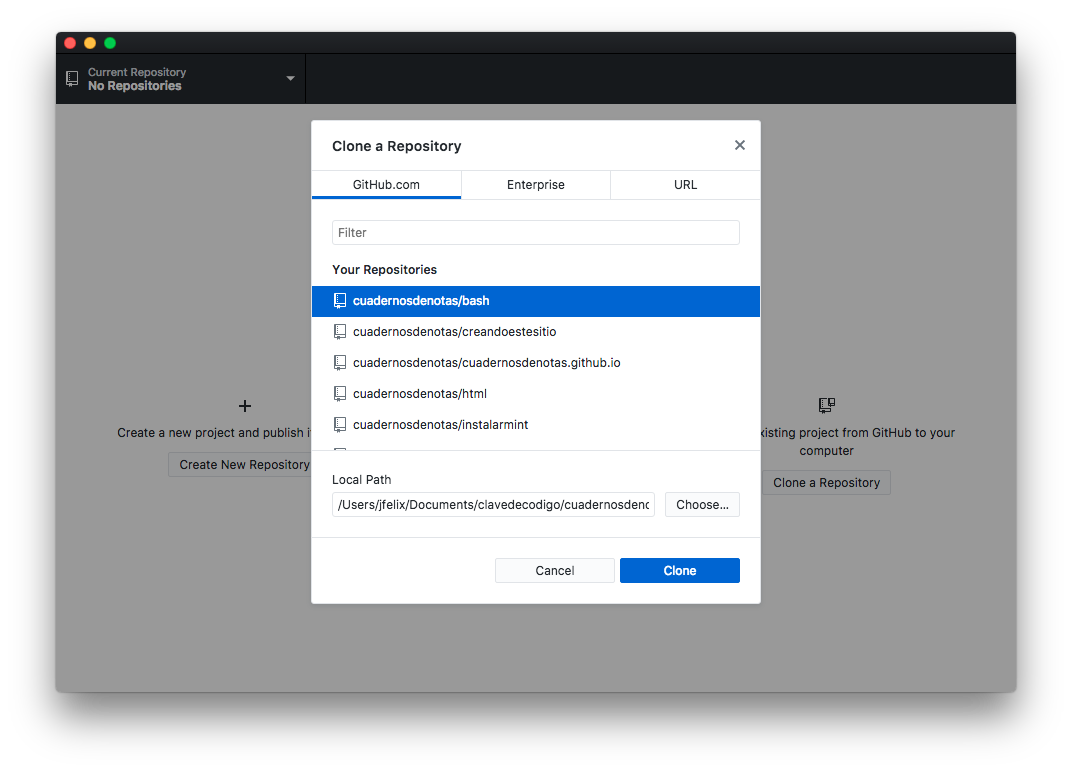 Current Repository
No Repositories
Clone a Repository
GitHub.com
Enterprise
URL
Filter
Your Repositories
cuadernosdenotas/bash
cuadernosdenotas/creandoestesitio
cuadernosdenotas/cuadernosdenotas.github.io
cuadernosdenotas/html
cuadernosdenotas/instalarmint
Create a new project and publish
Create New Repository
project from GitHub to your
computer
Clone a Repository
Local Path
/Users/jfelix/Documents/clavedecodigo/cuadernosdeno
Choose...
Cancel
Clone